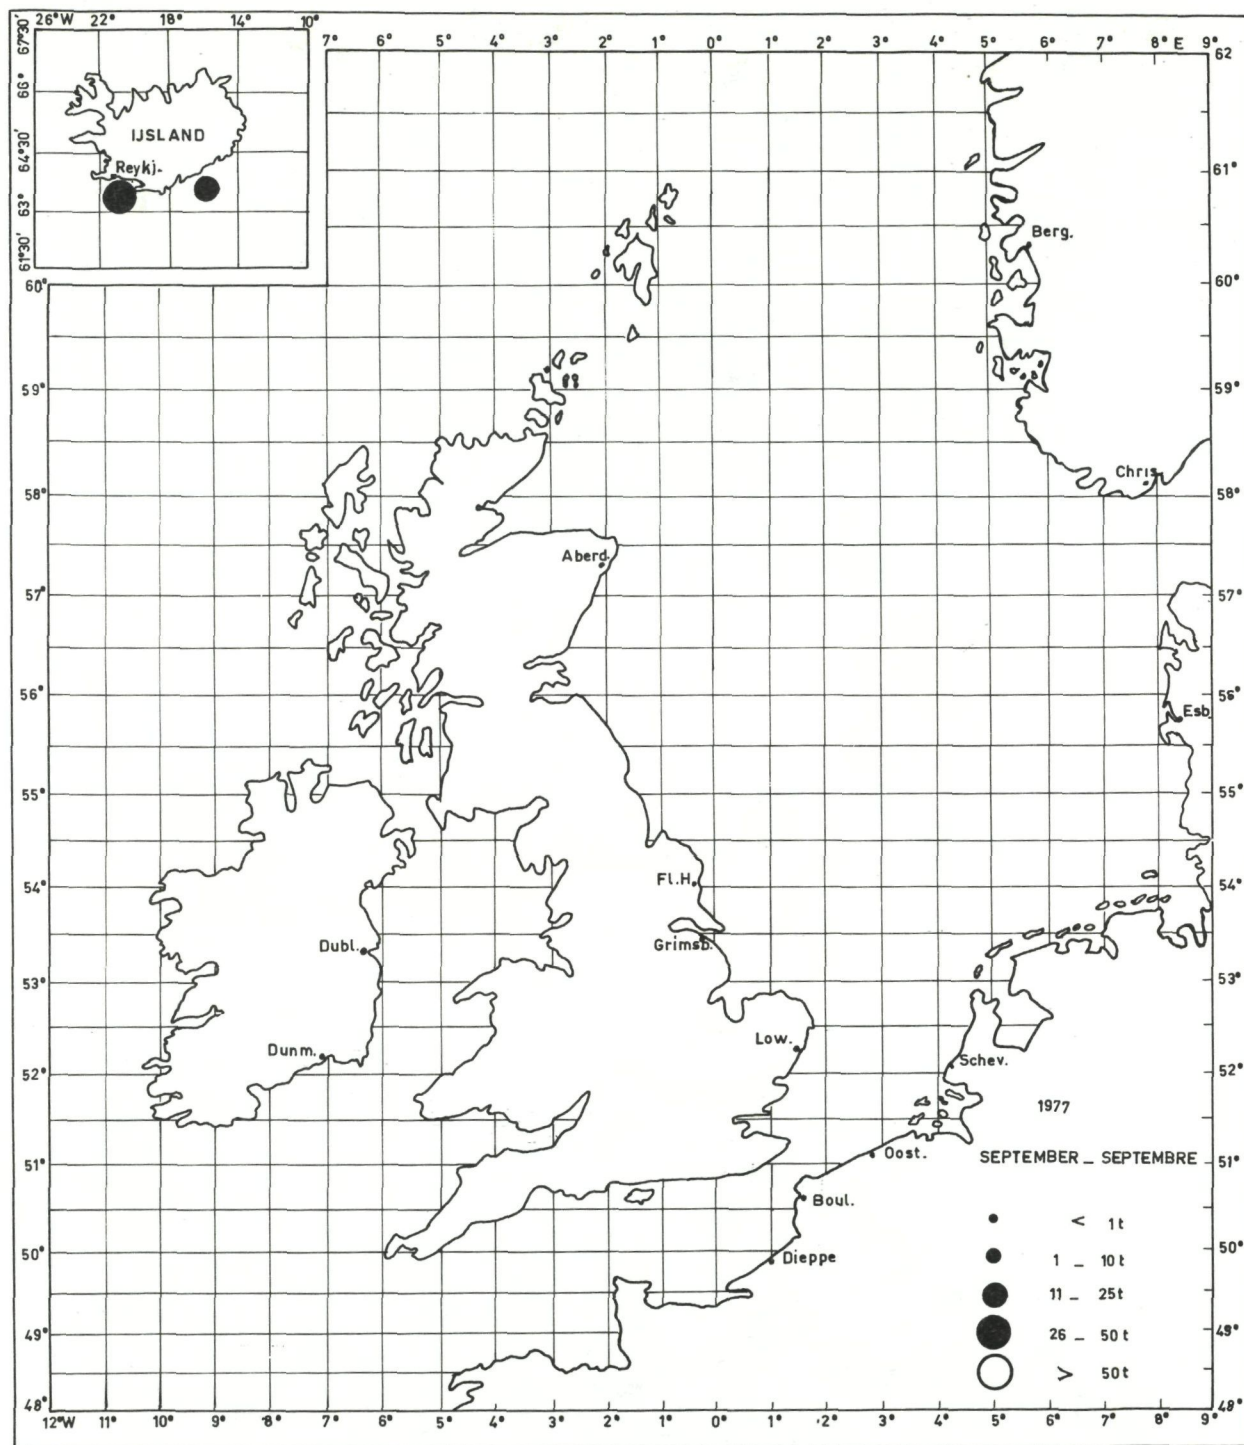 26°W 22° 18° 14° 10°
67°30' 66° 64°30' 63° 61°30'
IJSLAND
Reykj.
7° 6° 5° 4° 3° 2° 1° 0° 1° 2° 3° 4° 5° 6° 7° 8° E 9°
62
61°
61°
Berg.
60°
60°
59°
59°
Chris
58°
58°
Aberd.
57°
57°
56°
56°
Esb
55°
55°
Fl.H.
54°
54°
Dubl.
Grimsb.
53°
53°
Low.
Dunm.
Schev.
52°
52°
1977
Oost.
51°
SEPTEMBER _ SEPTEMBRE
51°
Boul.
< 1t
50°
Dieppe
1 _ 10t
50°
11 _ 25t
49°
26 _ 50t
49°
> 50t
48°
48°
12°W 11° 10° 9° 8° 7° 6° 5° 4° 3° 2° 1° 0° 1° 2° 3° 4° 5° 6° 7° 8° 9°